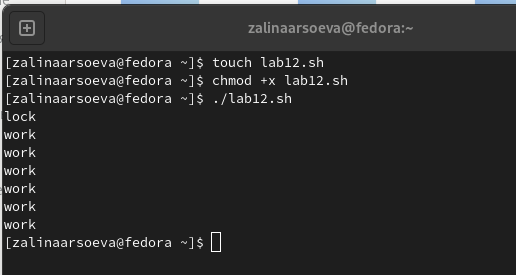 zalinaarsoeva@fedora:~
[zalinaarsoeva@fedora ~]$ touch lab12.sh
[zalinaarsoeva@fedora ~]$ chmod +x lab12.sh
[zalinaarsoeva@fedora ~]$ ./lab12.sh
lock
work
work
work
work
work
work
[zalinaarsoeva@fedora ~]$